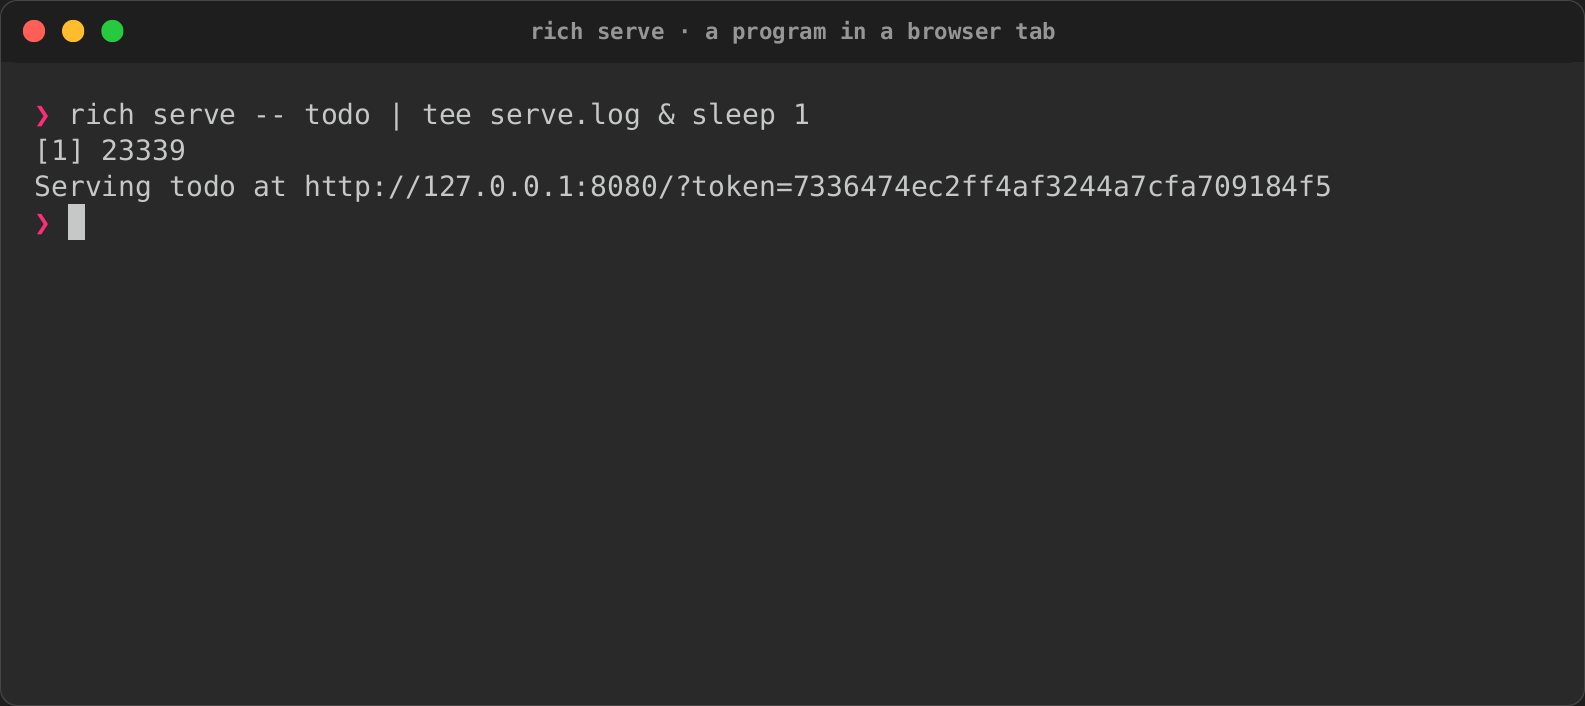 rich serve · a program in a browser tab
❯ rich serve -- todo | tee serve.log & sleep 1
[1] 23339
Serving todo at http://127.0.0.1:8080/?token=7336474ec2ff4af3244a7cfa709184f5
❯